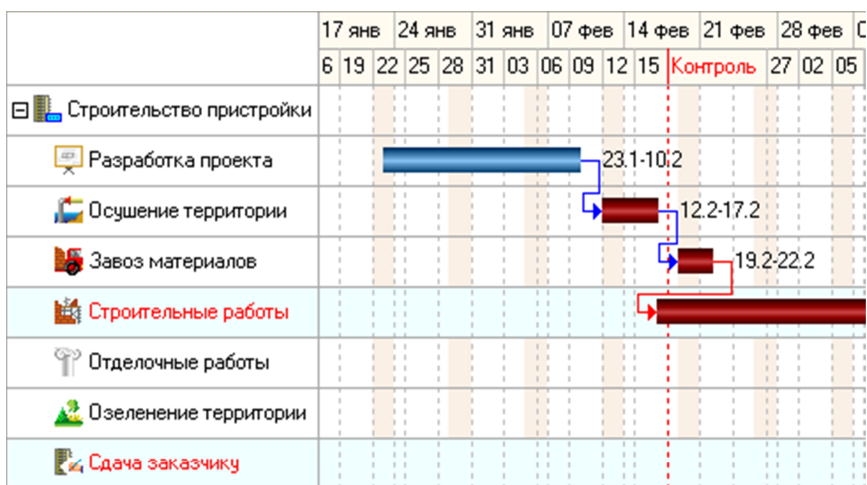 17 янв 24 янв 31 янв 07 фев 14 фев 21 фев 28 фев
6 19 22 25 28 31 03 06 09 12 15 Контроль 27 02 05
Строительство пристройки
Разработка проекта 23.1-10.2
Осушение территории 12.2-17.2
Завоз материалов 19.2-22.2
Строительные работы
Отделочные работы
Озеленение территории
Сдача заказчику